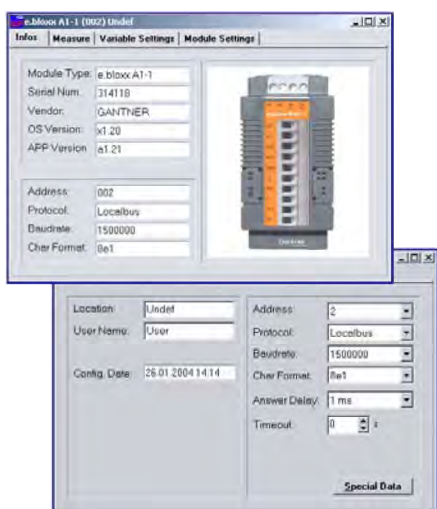 e.bloxx A1-1 (002) Undef
Infos Measure Variable Settings Module Settings
Module Type: e.bloxx A1-1
Serial Num. 314118
Vendor: GANTNER
OS Version: x1.20
APP Version a1.21
Address: 002
Protocol: Localbus
Baudrate: 1500000
Char Format: 8e1
Location: Undef
User Name: User
Config. Date: 26.01.2004 14:14
Address: 2
Protocol: Localbus
Baudrate: 1500000
Char Format: 8e1
Answer Delay: 1 ms
Timeout: 0 s
Special Data